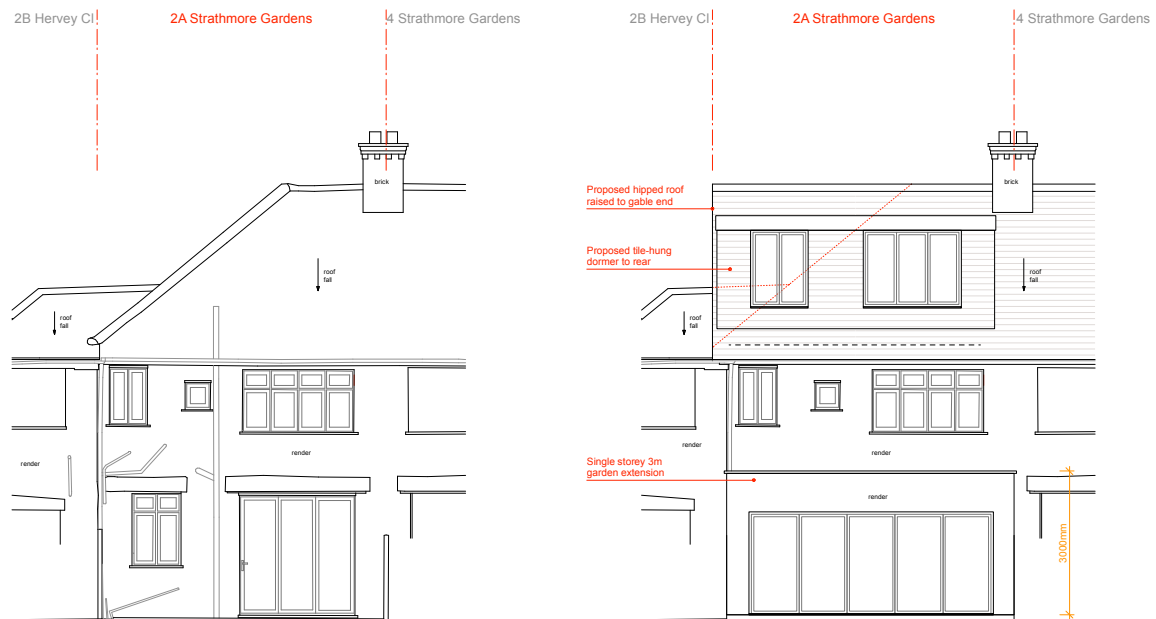 2B Hervey Cl
2A Strathmore Gardens
4 Strathmore Gardens
brick
roof
fall
roof
fall
render
render
2B Hervey Cl
2A Strathmore Gardens
4 Strathmore Gardens
brick
Proposed hipped roof
raised to gable end
Proposed tile-hung
dormer to rear
roof
fall
roof
fall
render
render
Single storey 3m
garden extension
render
3000mm